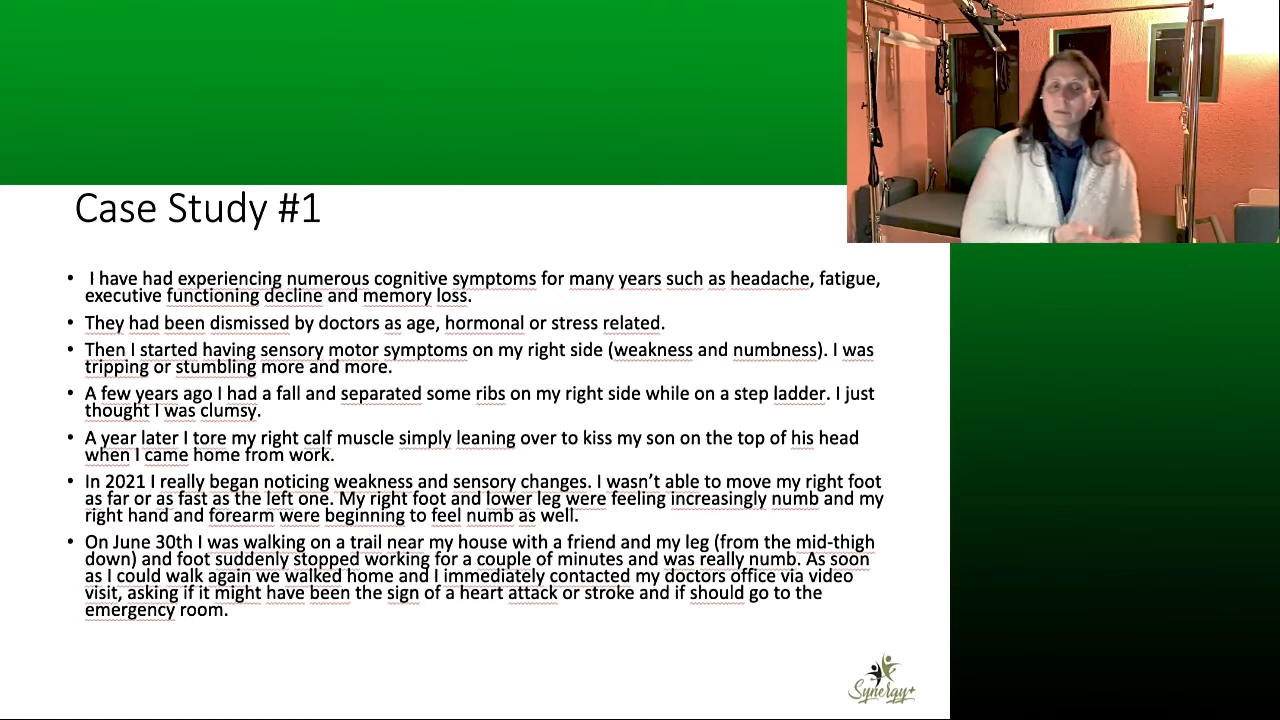 Case Study #1
• I have had experiencing numerous cognitive symptoms for many years such as headache, fatigue,
executive functioning decline and memory loss.
• They had been dismissed by doctors as age, hormonal or stress related.
• Then I started having sensory motor symptoms on my right side (weakness and numbness). I was
tripping or stumbling more and more.
• A few years ago I had a fall and separated some ribs on my right side while on a step ladder. I just
thought I was clumsy.
• A year later I tore my right calf muscle simply leaning over to kiss my son on the top of his head
when I came home from work.
• In 2021 I really began noticing weakness and sensory changes. I wasn’t able to move my right foot
as far or as fast as the left one. My right foot and lower leg were feeling increasingly numb and my
right hand and forearm were beginning to feel numb as well.
• On June 30th I was walking on a trail near my house with a friend and my leg (from the mid-thigh
down) and foot suddenly stopped working for a couple of minutes and was really numb. As soon
as I could walk again we walked home and I immediately contacted my doctors office via video
visit, asking if it might have been the sign of a heart attack or stroke and if should go to the
emergency room.
Synergy+